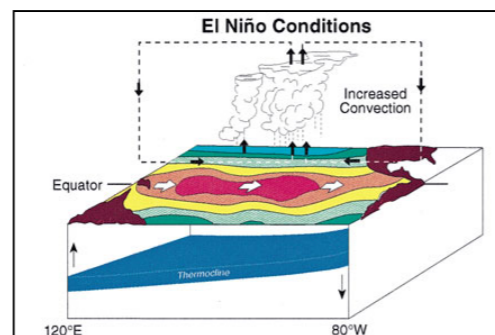 El Niño Conditions
Increased
Convection
Equator
Thermocline
120°E
80°W